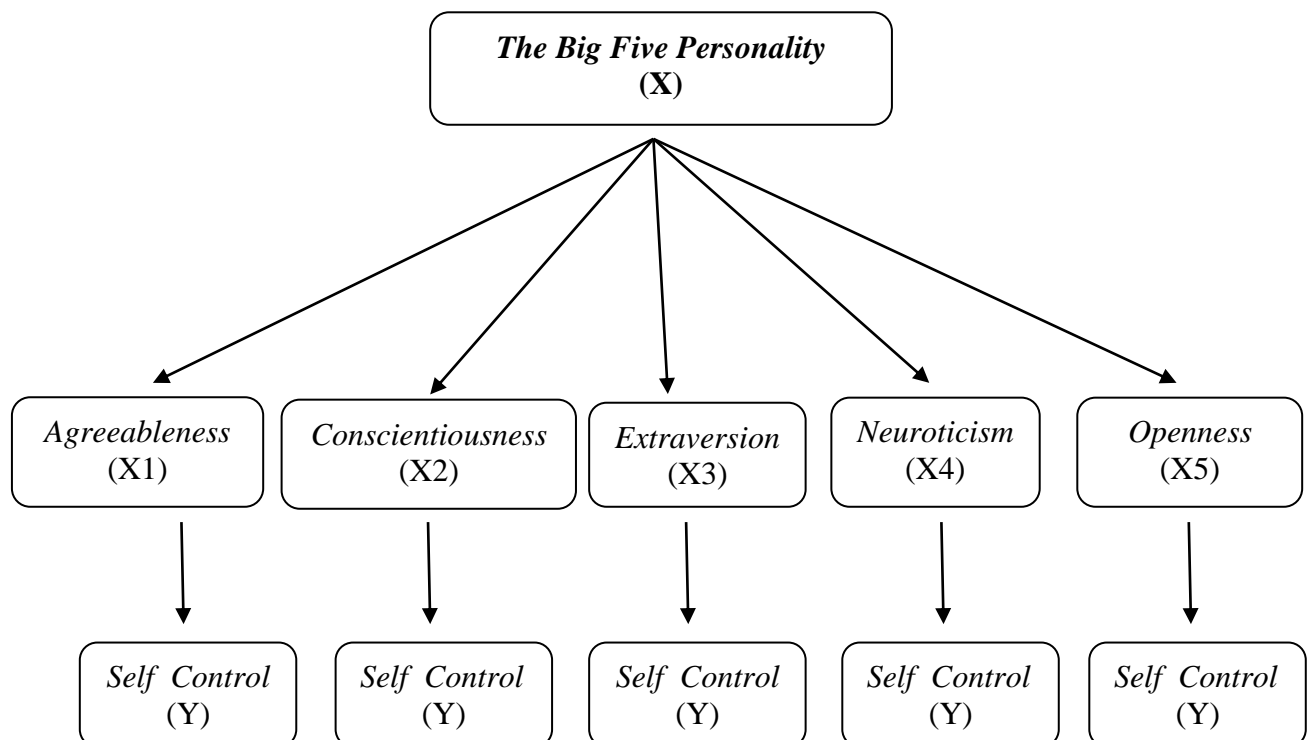 The Big Five Personality
(X)
Agreeableness
(X1)
Conscientiousness
(X2)
Extraversion
(X3)
Neuroticism
(X4)
Openness
(X5)
Self Control
(Y)
Self Control
(Y)
Self Control
(Y)
Self Control
(Y)
Self Control
(Y)